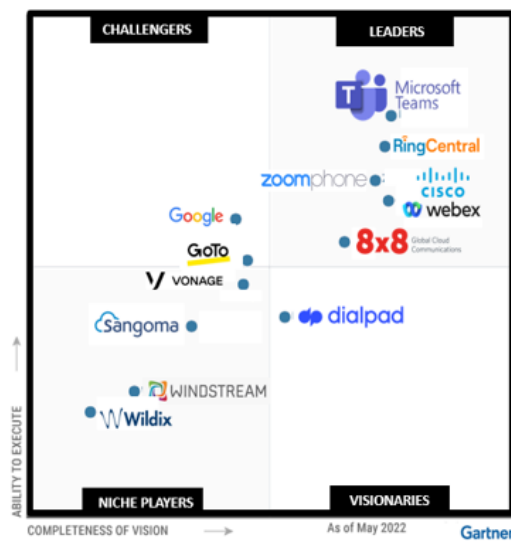 CHALLENGERS
LEADERS
T
Microsoft
Teams
RingCentral
zoomphone
CISCO
webex
Google
GoTo
8x8 Global Cloud
Communications
VONAGE
Sangoma
dialpad
WINDSTREAM
Wildix
ABILITY TO EXECUTE
NICHE PLAYERS
VISIONARIES
COMPLETENESS OF VISION
As of May 2022
Gartner